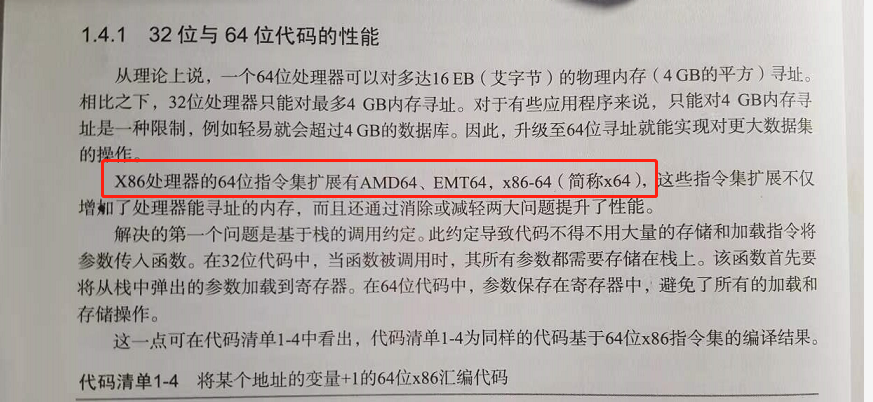 1.4.1 32位与64位代码的性能
从理论上说，一个64位处理器可以对多达16 EB（艾字节）的物理内存（4 GB的平方）寻址。
相比之下，32位处理器只能对最多4 GB内存寻址。对于有些应用程序来说，只能对4 GB内存寻
址是一种限制，例如轻易就会超过4 GB的数据库。因此，升级至64位寻址就能实现对更大数据集
的操作。
X86处理器的64位指令集扩展有AMD64、EMT64，x86-64（简称x64），这些指令集扩展不仅
增加了处理器能寻址的内存，而且还通过消除或减轻两大问题提升了性能。
解决的第一个问题是基于栈的调用约定。此约定导致代码不得不用大量的存储和加载指令将
参数传入函数。在32位代码中，当函数被调用时，其所有参数都需要存储在栈上。该函数首先要
将从栈中弹出的参数加载到寄存器。在64位代码中，参数保存在寄存器中，避免了所有的加载和
存储操作。
这一点可在代码清单1-4中看出，代码清单1-4为同样的代码基于64位x86指令集的编译结果。
代码清单1-4 将某个地址的变量+1的64位x86汇编代码